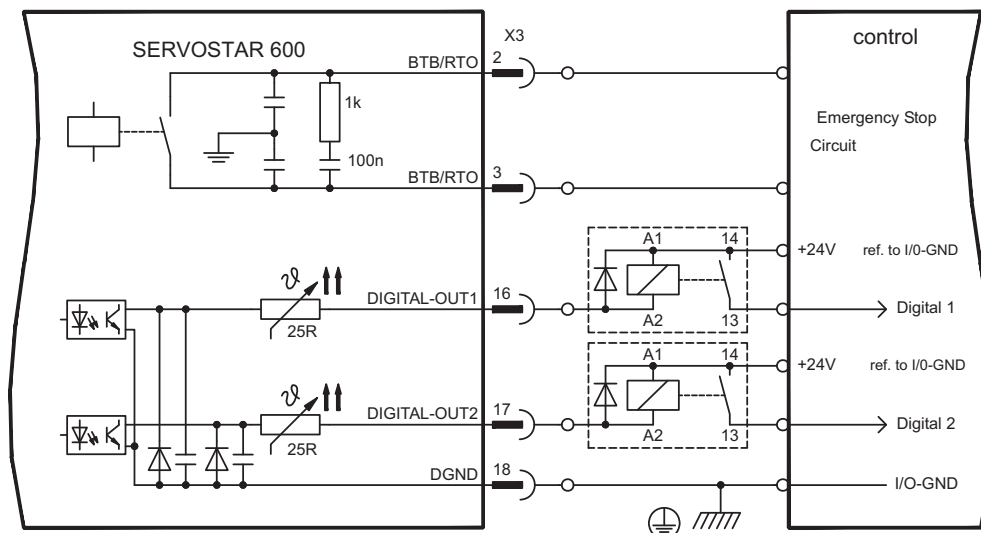 SERVOSTAR 600
X3
control
BTB/RTO 2
1k
Emergency Stop
Circuit
100n
BTB/RTO 3
A1 14 +24V ref. to I/0-GND
DIGITAL-OUT1 16
ϑ
25R
A2 13 Digital 1
A1 14 +24V ref. to I/0-GND
DIGITAL-OUT2 17
ϑ
25R
A2 13 Digital 2
DGND 18
I/O-GND